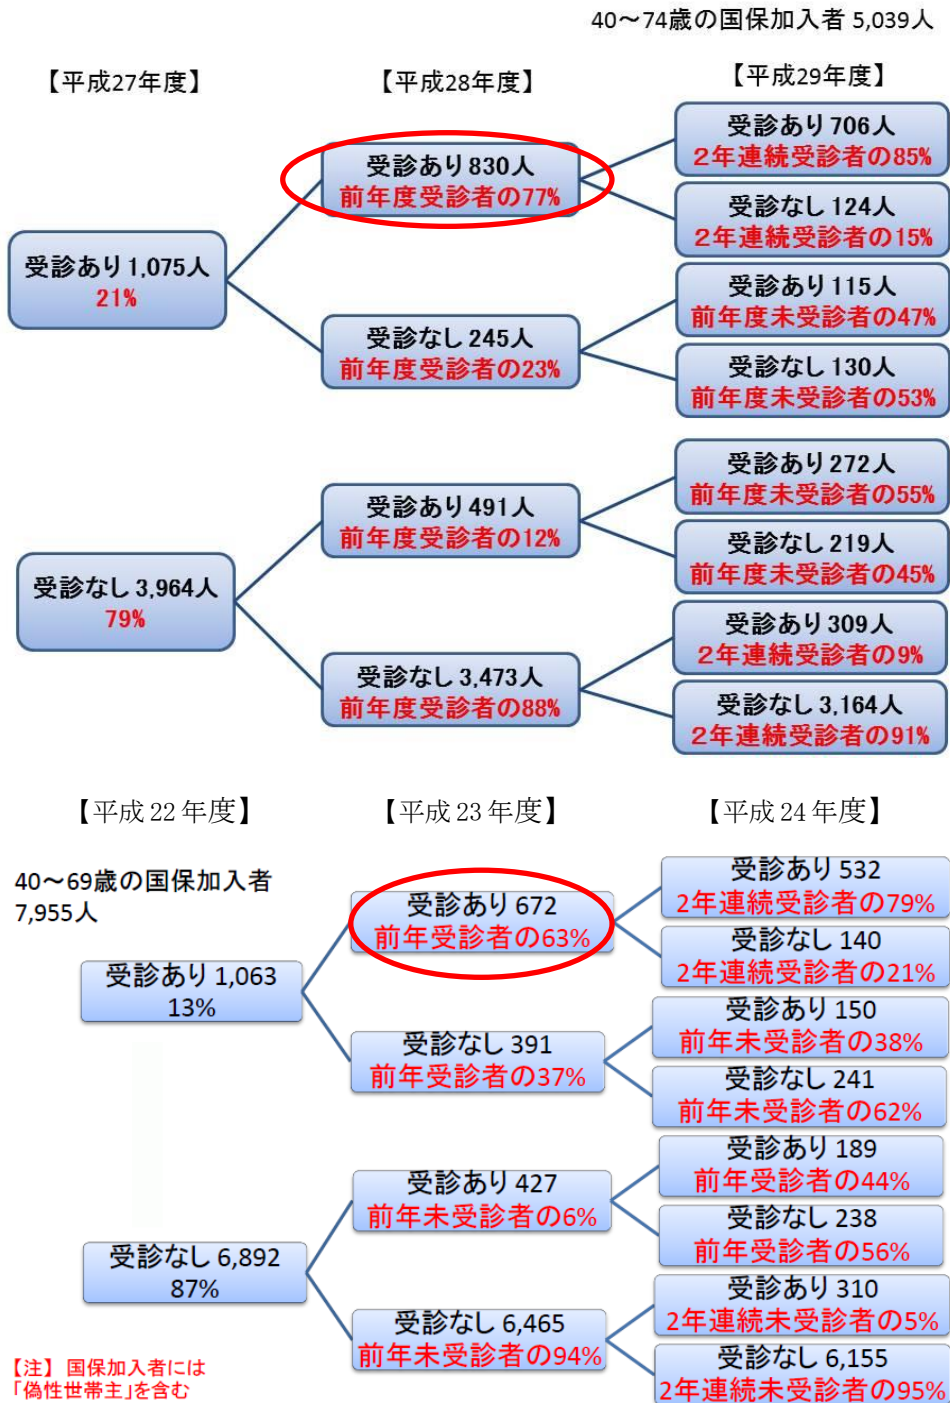 40～74歳の国保加入者 5,039人
【平成27年度】
【平成28年度】
【平成29年度】
受診あり 1,075人
21%
受診あり 830人
前年度受診者の77%
受診なし 245人
前年度受診者の23%
受診あり 706人
２年連続受診者の85%
受診なし 124人
２年連続受診者の15%
受診あり 115人
前年度未受診者の47%
受診なし 130人
前年度未受診者の53%
受診なし 3,964人
79%
受診あり 491人
前年度受診者の12%
受診なし 3,473人
前年度受診者の88%
受診あり 272人
前年度未受診者の55%
受診なし 219人
前年度未受診者の45%
受診あり 309人
２年連続受診者の9%
受診なし 3,164人
２年連続受診者の91%
【平成 22 年度】
【平成 23 年度】
【平成 24 年度】
40～69歳の国保加入者
7,955人
受診あり 1,063
13%
受診あり 672
前年受診者の63%
受診なし 391
前年受診者の37%
受診あり 532
2年連続受診者の79%
受診なし 140
2年連続受診者の21%
受診あり 150
前年未受診者の38%
受診なし 241
前年未受診者の62%
受診なし 6,892
87%
受診あり 427
前年未受診者の6%
受診なし 6,465
前年未受診者の94%
受診あり 189
前年受診者の44%
受診なし 238
前年受診者の56%
受診あり 310
2年連続未受診者の5%
受診なし 6,155
2年連続未受診者の95%
【注】国保加入者には
「偽性世帯主」を含む